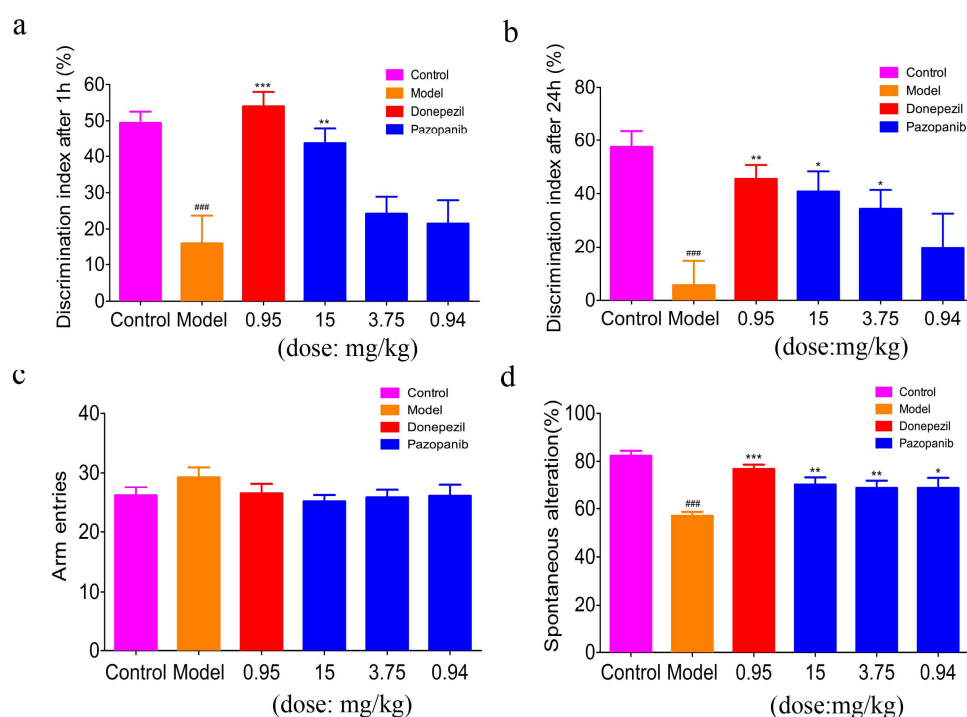 a
Discrimination index after 1h (%)
60
50
40
30
20
10
0
Control
Model
Donepezil
Pazopanib
###
***
**
Control Model 0.95 15 3.75 0.94
(dose: mg/kg)
b
Discrimination index after 24h (%)
80
60
40
20
0
Control
Model
Donepezil
Pazopanib
###
**
*
*
Control Model 0.95 15 3.75 0.94
(dose:mg/kg)
c
Arm entries
40
30
20
10
0
Control
Model
Donepezil
Pazopanib
Control Model 0.95 15 3.75 0.94
(dose: mg/kg)
d
Spontaneous alteration(%)
100
80
60
40
20
0
Control
Model
Donepezil
Pazopanib
###
***
**
**
*
Control Model 0.95 15 3.75 0.94
(dose:mg/kg)